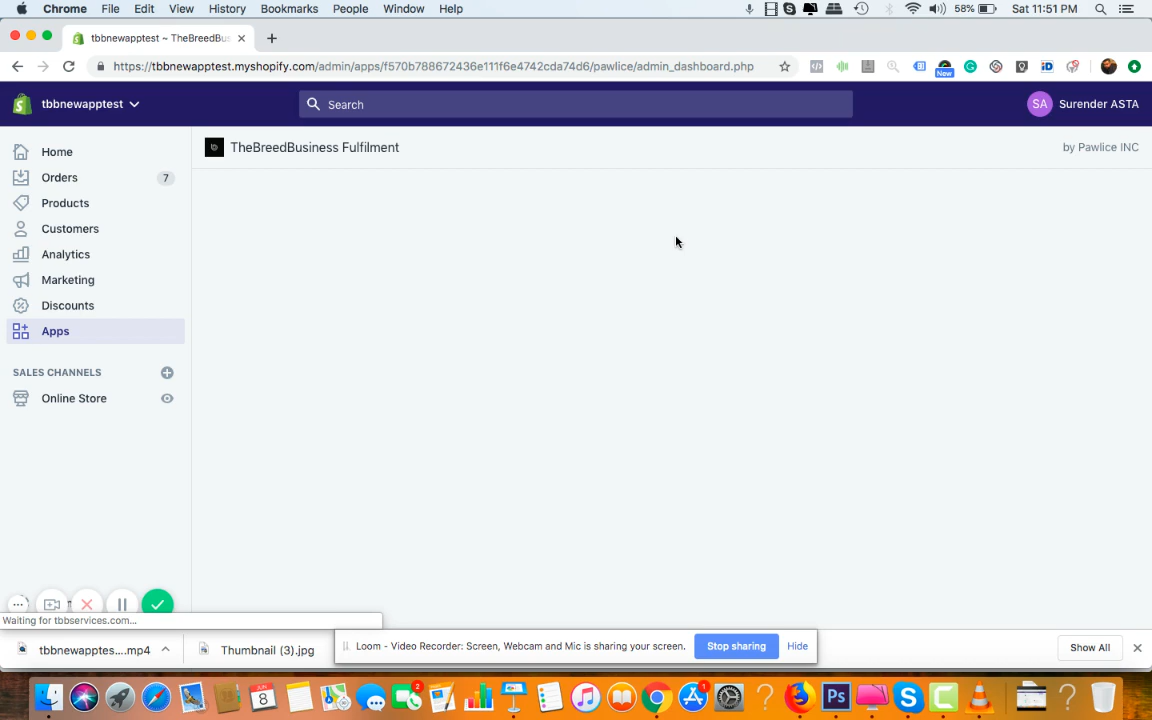 Chrome File Edit View History Bookmarks People Window Help 58% Sat 11:51 PM
tbbnewapptest ~ TheBreedBus
https://tbbnewapptest.myshopify.com/admin/apps/f570b788672436e111f6e4742cda74d6/pawlice/admin_dashboard.php
New
iD
tbbnewapptest
Search
SA Surender ASTA
Home
TheBreedBusiness Fulfilment
by Pawlice INC
Orders 7
Products
Customers
Analytics
Marketing
Discounts
Apps
SALES CHANNELS
Online Store
Waiting for tbbservices.com...
tbbnewapptes....mp4
Thumbnail (3).jpg
Loom - Video Recorder: Screen, Webcam and Mic is sharing your screen.
Stop sharing
Hide
Show All
JUN
8
2
1
Ps